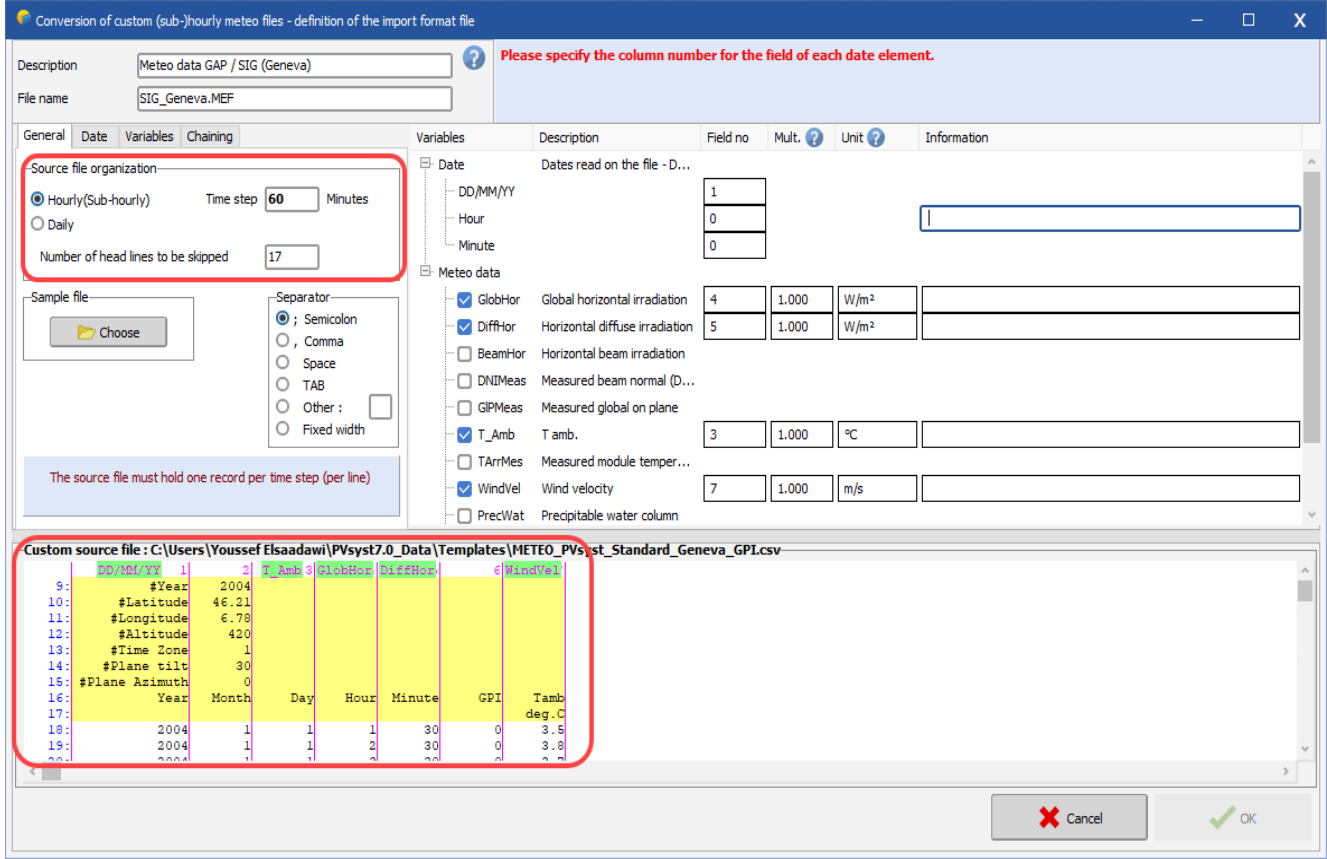 Conversion of custom (sub-)hourly meteo files - definition of the import format file
Description Meteo data GAP / SIG (Geneva)
File name SIG_Geneva.MEF
Please specify the column number for the field of each date element.
General Date Variables Chaining
Source file organization
Hourly(Sub-hourly) Time step 60 Minutes
Daily
Number of head lines to be skipped 17
Sample file
Choose
Separator
; Semicolon
, Comma
Space
TAB
Other :
Fixed width
The source file must hold one record per time step (per line)
Variables Description Field no Mult. ? Unit ? Information
Date Dates read on the file - D...
DD/MM/YY 1
Hour 0
Minute 0
Meteo data
GlobHor Global horizontal irradiation 4 1.000 W/m²
DiffHor Horizontal diffuse irradiation 5 1.000 W/m²
BeamHor Horizontal beam irradiation
DNIMeas Measured beam normal (D...
GlPMeas Measured global on plane
T_Amb T amb. 3 1.000 °C
TArrMes Measured module temper...
WindVel Wind velocity 7 1.000 m/s
PrecWat Precipitable water column
Custom source file : C:\Users\Youssef Elsaadawi\PVsyst7.0_Data\Templates\METEO_PVsyst_Standard_Geneva_GPI.csv
DD/MM/YY 1 2 T_Amb 3 GlobHor DiffHor 6 WindVel
9: #Year 2004
10: #Latitude 46.21
11: #Longitude 6.78
12: #Altitude 420
13: #Time Zone 1
14: #Plane tilt 30
15: #Plane Azimuth 0
16: Year Month Day Hour Minute GPI Tamb
17: deg.C
18: 2004 1 1 1 30 0 3.5
19: 2004 1 1 2 30 0 3.8
Cancel OK